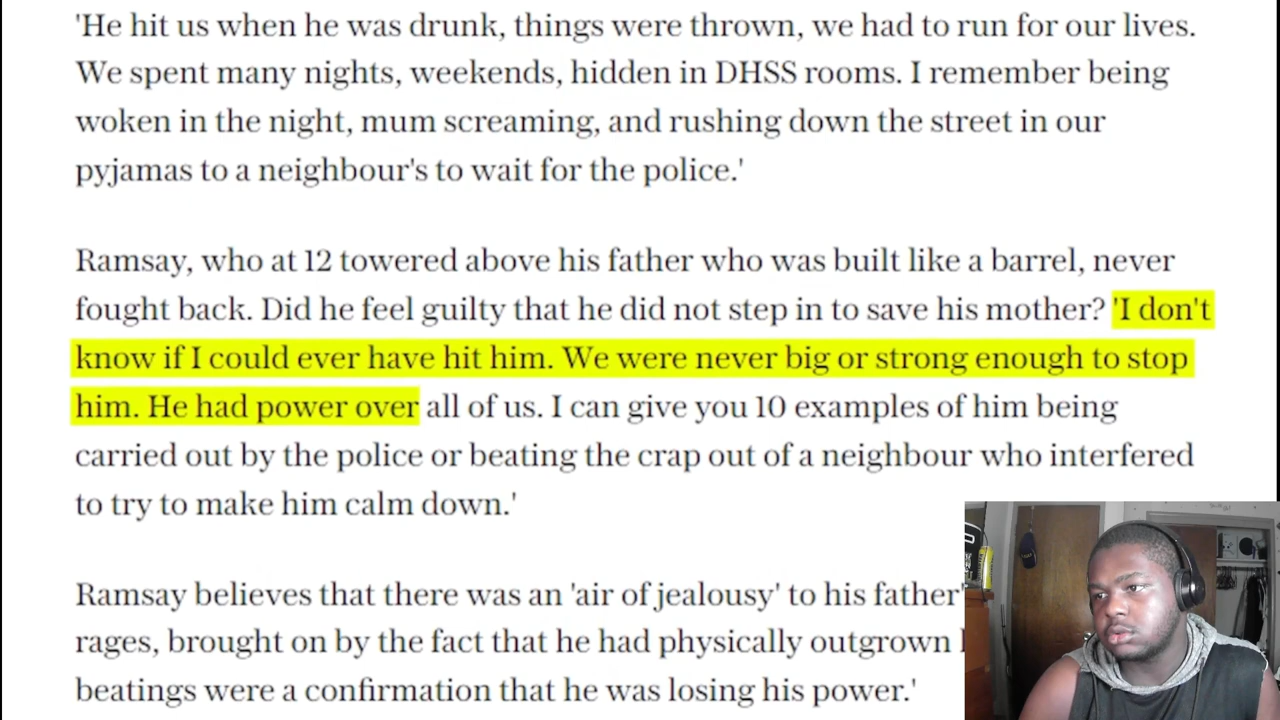 'He hit us when he was drunk, things were thrown, we had to run for our lives.
We spent many nights, weekends, hidden in DHSS rooms. I remember being
woken in the night, mum screaming, and rushing down the street in our
pyjamas to a neighbour's to wait for the police.'
Ramsay, who at 12 towered above his father who was built like a barrel, never
fought back. Did he feel guilty that he did not step in to save his mother? 'I don't
know if I could ever have hit him. We were never big or strong enough to stop
him. He had power over all of us. I can give you 10 examples of him being
carried out by the police or beating the crap out of a neighbour who interfered
to try to make him calm down.'
Ramsay believes that there was an 'air of jealousy' to his father'
rages, brought on by the fact that he had physically outgrown
beatings were a confirmation that he was losing his power.'